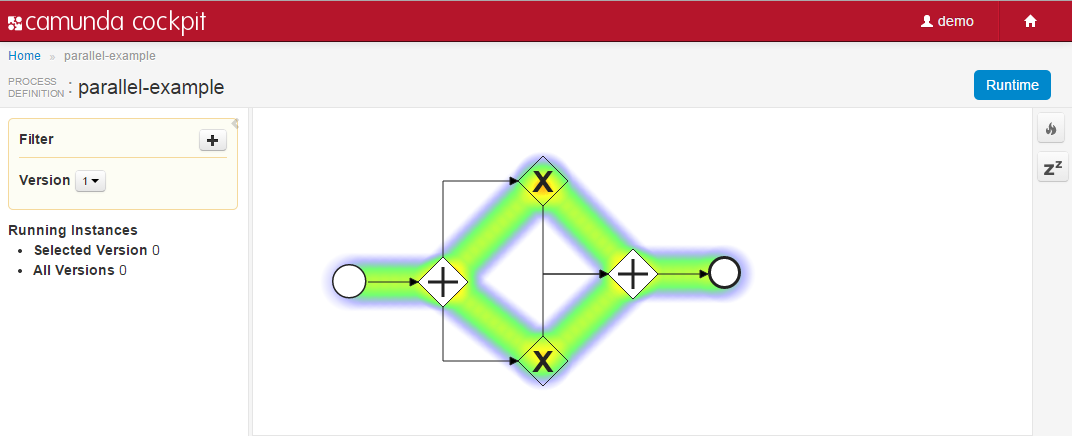 camunda cockpit
demo
Home » parallel-example
PROCESS DEFINITION : parallel-example
Runtime
Filter
Version 1
Running Instances
Selected Version 0
All Versions 0
X
X
zz